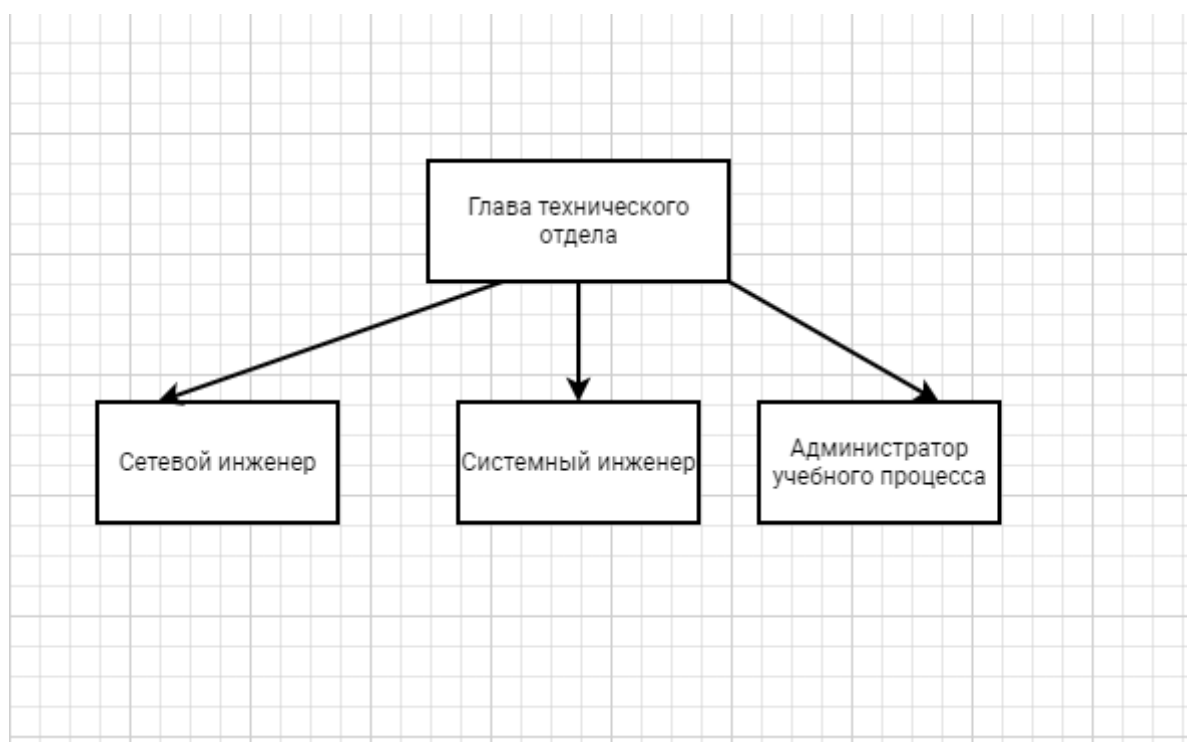 Глава технического
отдела
Сетевой инженер
Системный инженер
Администратор
учебного процесса